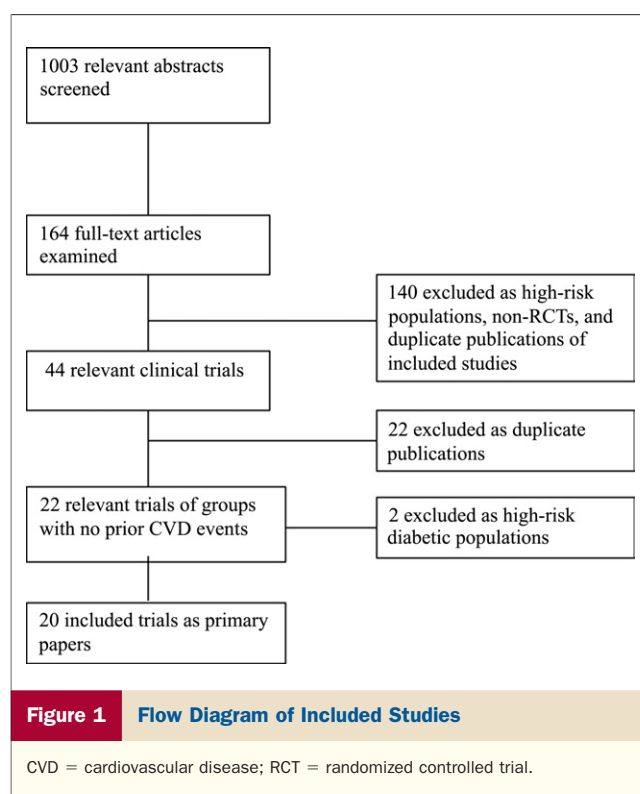 1003 relevant abstracts
screened
164 full-text articles
examined
140 excluded as high-risk
populations, non-RCTs, and
duplicate publications of
included studies
44 relevant clinical trials
22 excluded as duplicate
publications
22 relevant trials of groups
with no prior CVD events
2 excluded as high-risk
diabetic populations
20 included trials as primary
papers
Figure 1 Flow Diagram of Included Studies
CVD = cardiovascular disease; RCT = randomized controlled trial.